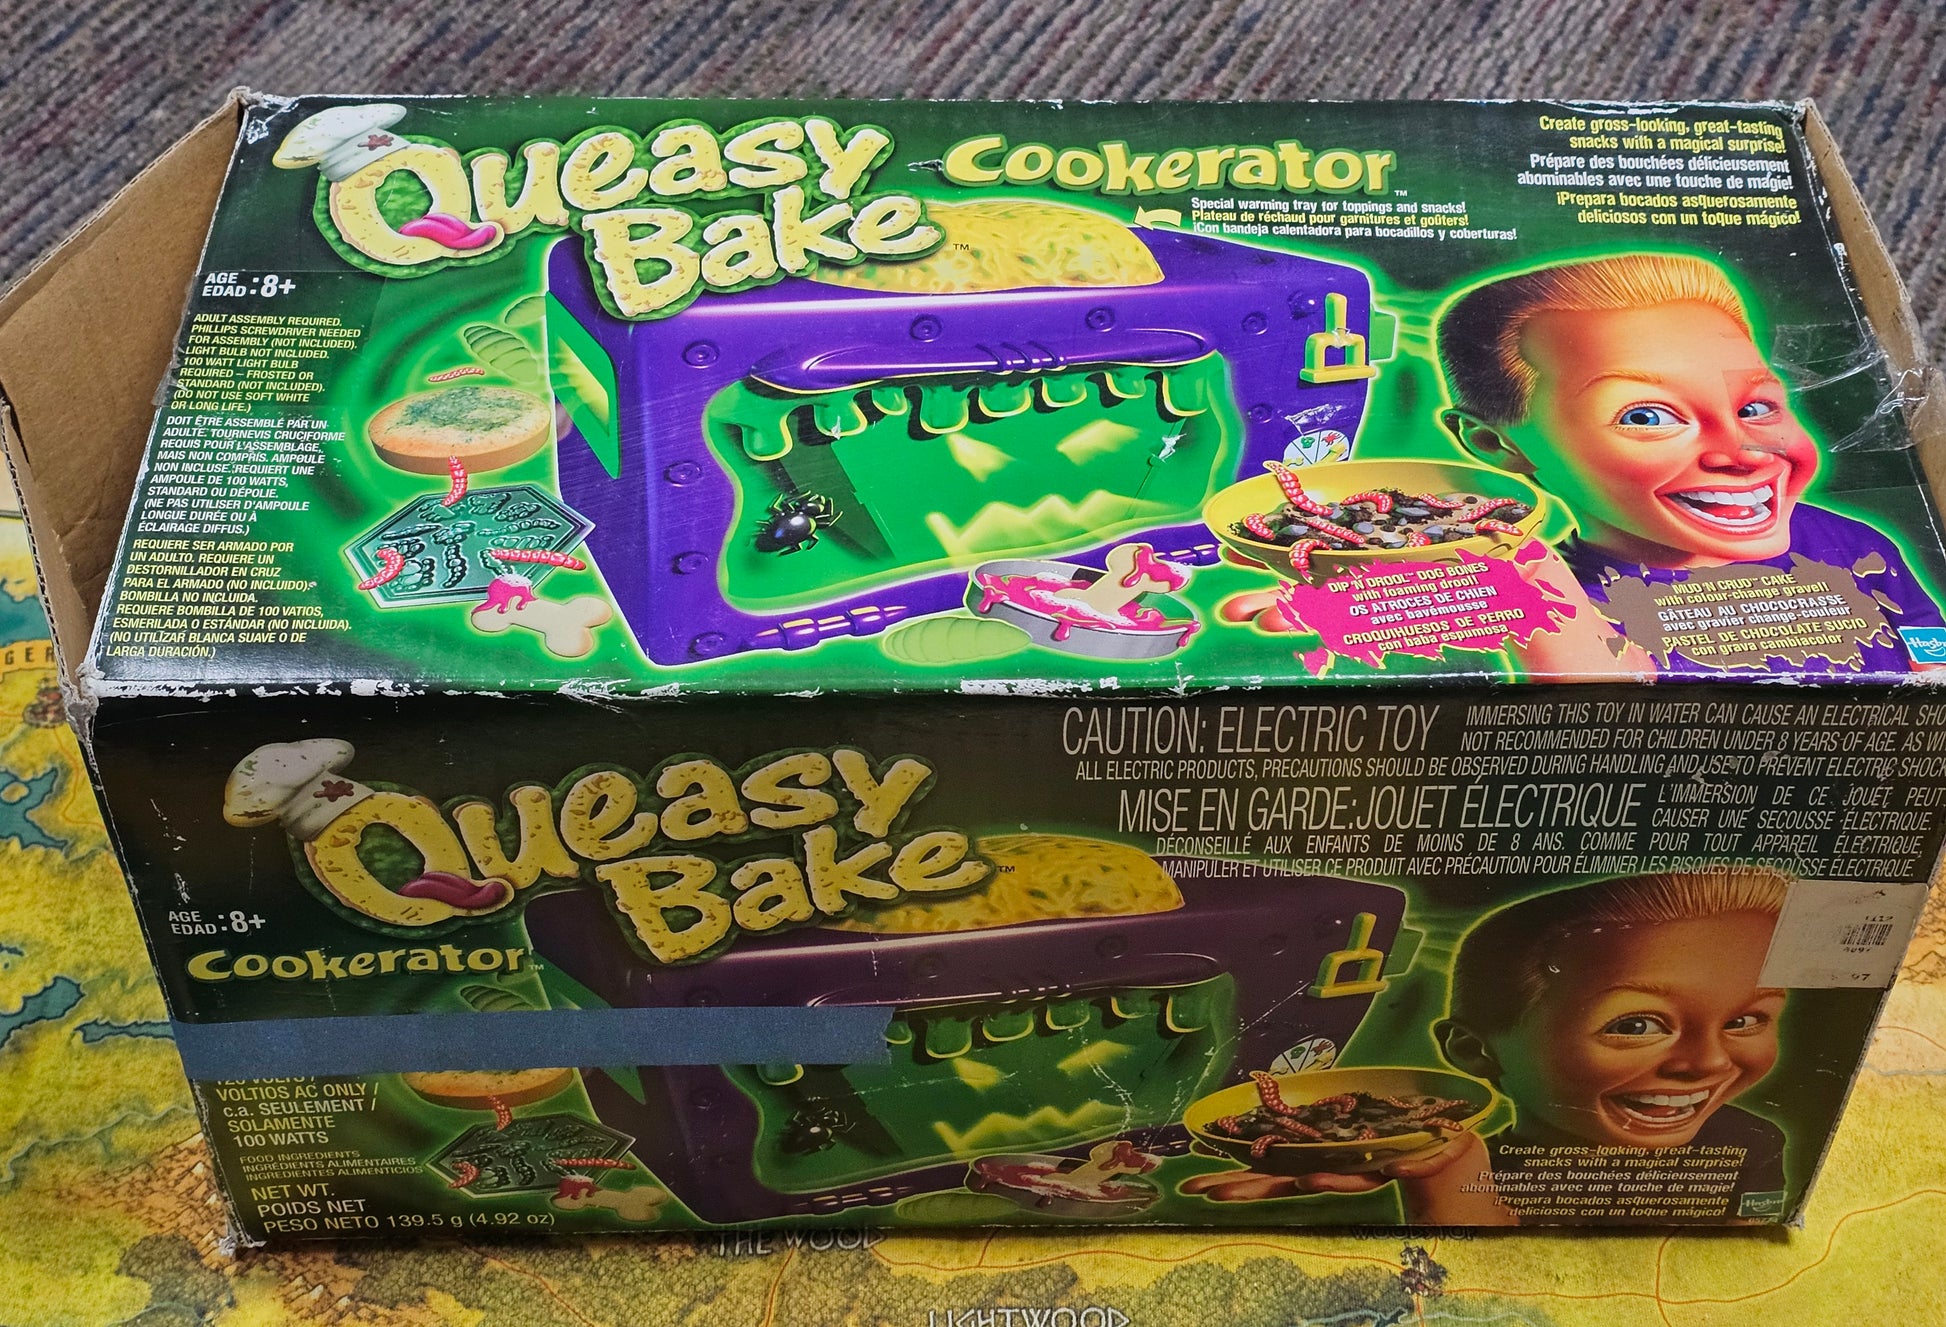 Queasy
Bake™
Cookerator™
Special warming tray for toppings and snacks!
Plateau de réchaud pour garnitures et goûters!
¡Con bandeja calentadora para bocadillos y coberturas!
Create gross-looking, great-tasting
snacks with a magical surprise!
Prépare des bouchées délicieusement
abominables avec une touche de magie!
¡Prepara bocados asquerosamente
deliciosos con un toque mágico!
AGE
EDAD : 8+
ADULT ASSEMBLY REQUIRED.
PHILLIPS SCREWDRIVER NEEDED
FOR ASSEMBLY (NOT INCLUDED).
LIGHT BULB NOT INCLUDED.
100 WATT LIGHT BULB
REQUIRED – FROSTED OR
STANDARD (NOT INCLUDED).
(DO NOT USE SOFT WHITE
OR LONG LIFE.)
DOIT ÊTRE ASSEMBLÉ PAR UN
ADULTE. TOURNEVIS CRUCIFORME
REQUIS POUR L'ASSEMBLAGE,
MAIS NON COMPRIS. AMPOULE
NON INCLUSE. REQUIERT UNE
AMPOULE DE 100 WATTS,
STANDARD OU DÉPOLIE.
(NE PAS UTILISER D'AMPOULE
LONGUE DURÉE OU À
ÉCLAIRAGE DIFFUS.)
REQUIERE SER ARMADO POR
UN ADULTO. REQUIERE UN
DESTORNILLADOR EN CRUZ
PARA EL ARMADO (NO INCLUIDO).
BOMBILLA NO INCLUIDA.
REQUIERE BOMBILLA DE 100 VATIOS,
ESMERILADA O ESTÁNDAR (NO INCLUIDA).
(NO UTILIZAR BLANCA SUAVE O DE
LARGA DURACIÓN.)
DIP 'N DROOL™ DOG BONES
with foaming drool!
OS ATROCES DE CHIEN
avec bavémousse
CROQUIHUESOS DE PERRO
con baba espumosa
MUD 'N CRUD™ CAKE
with colour-change gravel!
GÂTEAU AU CHOCOCRASSE
avec gravier change-couleur
PASTEL DE CHOCOLATE SUCIO
con grava cambiacolor
Hasbro
CAUTION: ELECTRIC TOY
IMMERSING THIS TOY IN WATER CAN CAUSE AN ELECTRICAL SHO
NOT RECOMMENDED FOR CHILDREN UNDER 8 YEARS OF AGE. AS WI
ALL ELECTRIC PRODUCTS, PRECAUTIONS SHOULD BE OBSERVED DURING HANDLING AND USE TO PREVENT ELECTRIC SHOCK
MISE EN GARDE: JOUET ÉLECTRIQUE
L'IMMERSION DE CE JOUET PEUT
CAUSER UNE SECOUSSE ÉLECTRIQUE.
DÉCONSEILLÉ AUX ENFANTS DE MOINS DE 8 ANS. COMME POUR TOUT APPAREIL ÉLECTRIQUE,
MANIPULER ET UTILISER CE PRODUIT AVEC PRÉCAUTION POUR ÉLIMINER LES RISQUES DE SECOUSSE ÉLECTRIQUE.
Queasy
Bake™
AGE
EDAD : 8+
Cookerator™
120 VOLTS /
VOLTIOS AC ONLY /
c.a. SEULEMENT /
SOLAMENTE
100 WATTS
FOOD INGREDIENTS
INGRÉDIENTS ALIMENTAIRES
INGREDIENTES ALIMENTICIOS
NET WT.
POIDS NET
PESO NETO 139.5 g (4.92 oz)
97
Create gross-looking, great-tasting
snacks with a magical surprise!
Prépare des bouchées délicieusement
abominables avec une touche de magie!
¡Prepara bocados asquerosamente
deliciosos con un toque mágico!
Hasbro
GER
THE WOOD
LIGHTWOOD